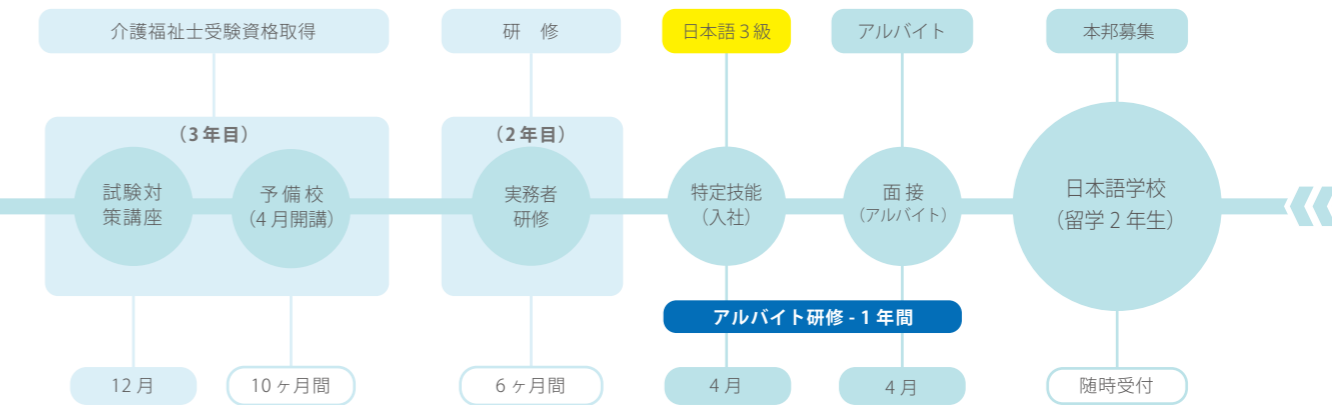 介護福祉士受験資格取得
研 修
日本語3級
アルバイト
本邦募集
（3年目）
（2年目）
試験対
策講座
予備校
（4月開講）
実務者
研修
特定技能
（入社）
面接
（アルバイト）
日本語学校
（留学2年生）
アルバイト研修 - 1年間
12月
10ヶ月間
6ヶ月間
4月
4月
随時受付